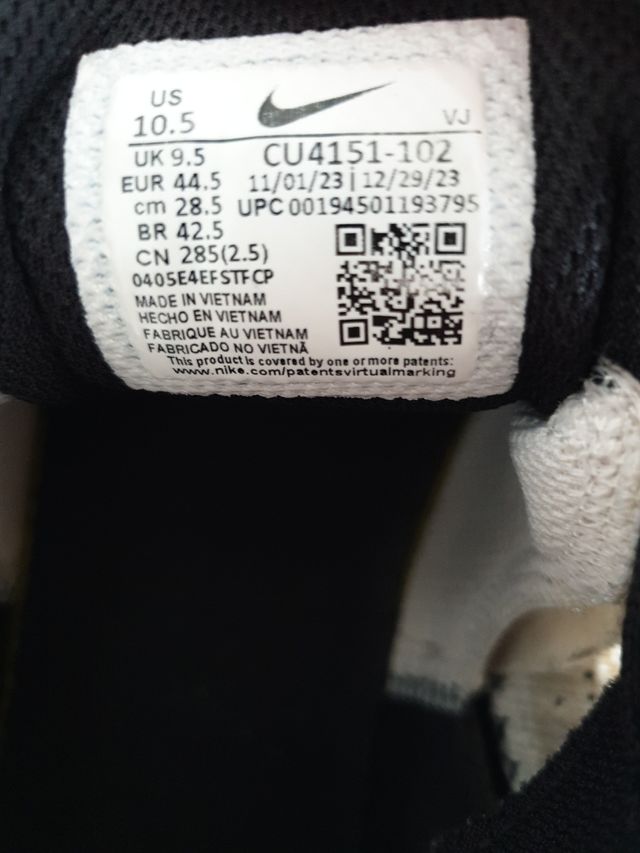 US
10.5
VJ
UK 9.5
CU4151-102
EUR 44.5
11/01/23 | 12/29/23
cm 28.5
UPC 00194501193795
BR 42.5
CN 285(2.5)
0405E4EFSTFCP
MADE IN VIETNAM
HECHO EN VIETNAM
FABRIQUE AU VIETNAM
FABRICADO NO VIETNÃ
This product is covered by one or more patents:
www.nike.com/patentsvirtualmarking